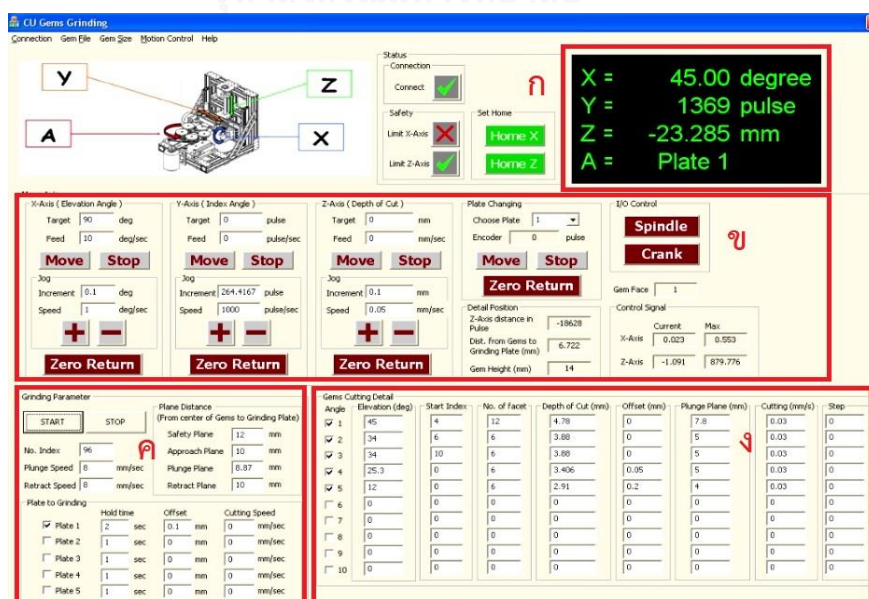 CU Gems Grinding
Connection Gem File Gem Size Motion Control Help
Y
Z
A
X
Status
Connection
Connect
ก
Safety
Limit X-Axis
Limit Z-Axis
Set Home
Home X
Home Z
X = 45.00 degree
Y = 1369 pulse
Z = -23.285 mm
A = Plate 1
X-Axis ( Elevation Angle )
Target 90 deg
Feed 10 deg/sec
Move Stop
Jog
Increment 0.1 deg
Speed 1 deg/sec
+ −
Zero Return
Y-Axis ( Index Angle )
Target 0 pulse
Feed 0 pulse/sec
Move Stop
Jog
Increment 264.4167 pulse
Speed 1000 pulse/sec
+ −
Zero Return
Z-Axis ( Depth of Cut )
Target 0 mm
Feed 0 mm/sec
Move Stop
Jog
Increment 0.1 mm
Speed 0.05 mm/sec
+ −
Zero Return
Plate Changing
Choose Plate 1
Encoder 0 pulse
Move Stop
Zero Return
Detail Position
Z-Axis distance in Pulse -18628
Dist. from Gems to Grinding Plate (mm) 6.722
Gem Height (mm) 14
I/O Control
Spindle
Crank
ข
Gem Face 1
Control Signal
Current Max
X-Axis 0.023 0.553
Z-Axis -1.091 879.776
Grinding Parameter
START STOP
No. Index 96
Plunge Speed 8 mm/sec
Retract Speed 8 mm/sec
ค
Plane Distance
(From center of Gems to Grinding Plate)
Safety Plane 12 mm
Approach Plane 10 mm
Plunge Plane 8.87 mm
Retract Plane 10 mm
Plate to Grinding
Hold time Offset Cutting Speed
Plate 1 2 sec 0.1 mm 0 mm/sec
Plate 2 1 sec 0 mm 0 mm/sec
Plate 3 1 sec 0 mm 0 mm/sec
Plate 4 1 sec 0 mm 0 mm/sec
Plate 5 1 sec 0 mm 0 mm/sec
Gems Cutting Detail
Angle Elevation (deg) Start Index No. of facet Depth of Cut (mm) Offset (mm) Plunge Plane (mm) Cutting (mm/s) Step
1 45 4 12 4.78 0 7.8 0.03 0
2 34 6 6 3.88 0 5 0.03 0
3 34 10 6 3.88 0 5 0.03 0
4 25.3 0 6 3.406 0.05 5 0.03 0
5 12 0 6 2.91 0.2 4 0.03 0
6 0 0 0 0 0 0 0 0
7 0 0 0 0 0 0 0 0
8 0 0 0 0 0 0 0 0
9 0 0 0 0 0 0 0 0
10 0 0 0 0 0 0 0 0
ง